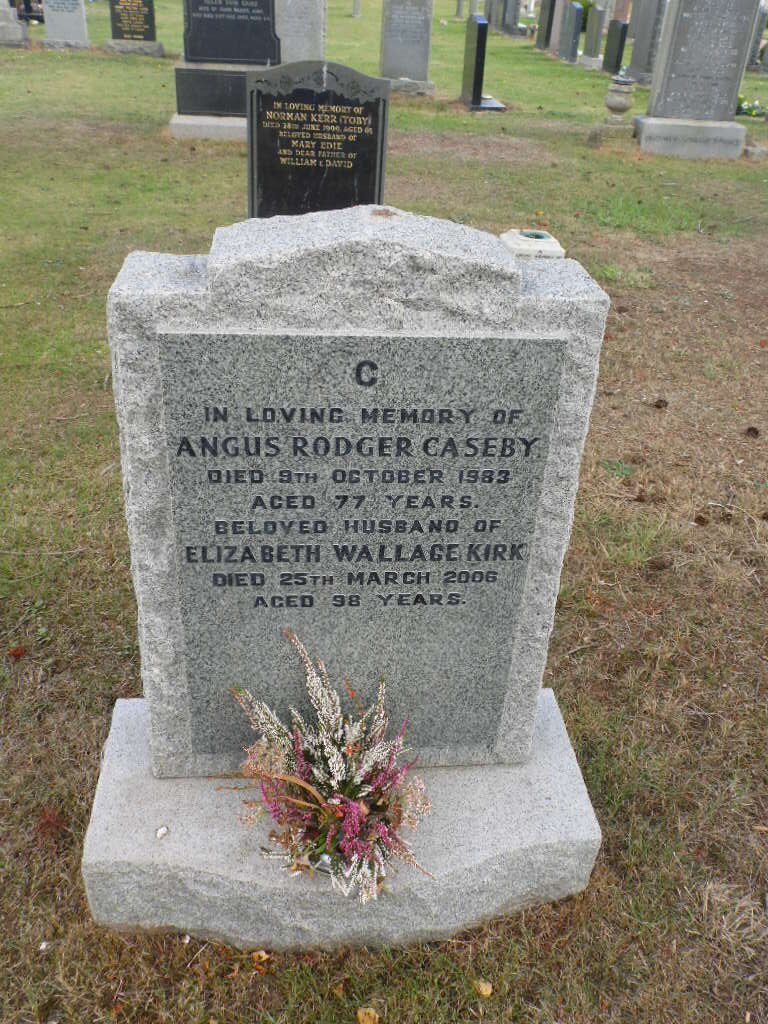 IN LOVING MEMORY OF
NORMAN KERR (TOBY)
BELOVED HUSBAND OF
MARY EDIE
AND DEAR FATHER OF
WILLIAM & DAVID
C
IN LOVING MEMORY OF
ANGUS RODGER CASEBY
DIED 9TH OCTOBER 1983
AGED 77 YEARS.
BELOVED HUSBAND OF
ELIZABETH WALLACE KIRK
DIED 25TH MARCH 2006
AGED 98 YEARS.